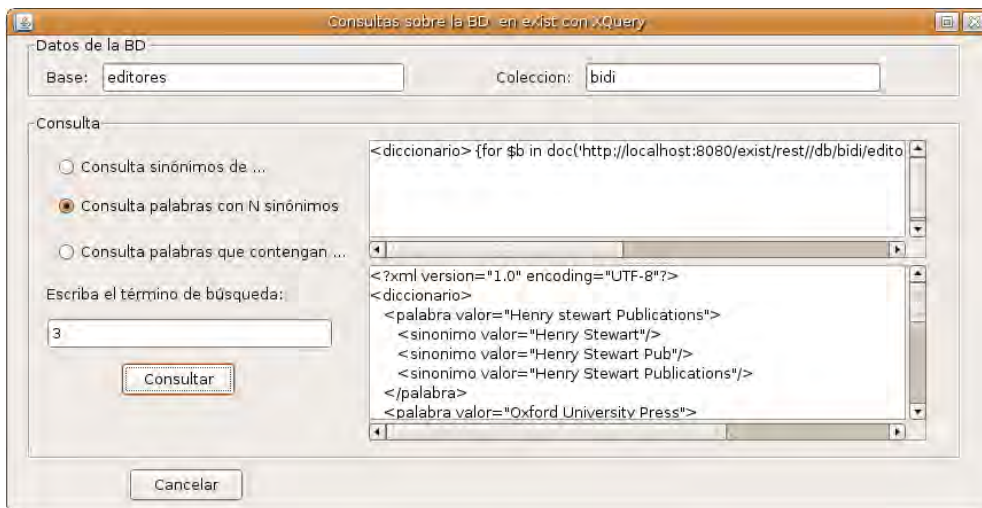 Consultas sobre la BD en exist con XQuery
Datos de la BD
Base: editores Coleccion: bidi
Consulta
Consulta sinónimos de ...
Consulta palabras con N sinónimos
Consulta palabras que contengan ...
Escriba el término de búsqueda:
3
Consultar
<diccionario> {for $b in doc('http://localhost:8080/exist/rest//db/bidi/edito
<?xml version="1.0" encoding="UTF-8"?>
<diccionario>
<palabra valor="Henry stewart Publications">
<sinonimo valor="Henry Stewart"/>
<sinonimo valor="Henry Stewart Pub"/>
<sinonimo valor="Henry Stewart Publications"/>
</palabra>
<palabra valor="Oxford University Press">
Cancelar